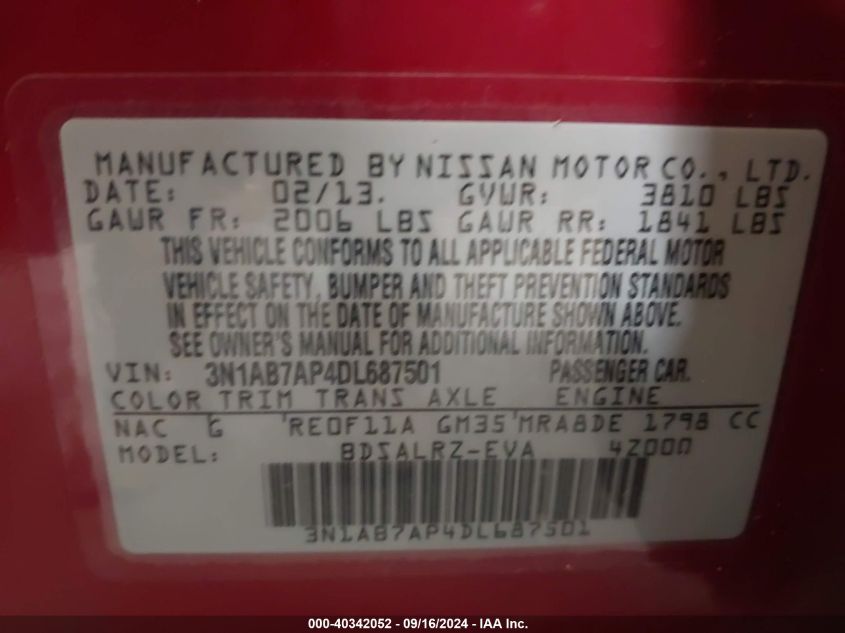 MANUFACTURED BY NISSAN MOTOR CO., LTD.
DATE: 02/13. GVWR: 3810 LBS
GAWR FR: 2006 LBS GAWR RR: 1841 LBS
THIS VEHICLE CONFORMS TO ALL APPLICABLE FEDERAL MOTOR
VEHICLE SAFETY, BUMPER AND THEFT PREVENTION STANDARDS
IN EFFECT ON THE DATE OF MANUFACTURE SHOWN ABOVE.
SEE OWNER'S MANUAL FOR ADDITIONAL INFORMATION.
VIN: 3N1AB7AP4DL687501 PASSENGER CAR.
COLOR TRIM TRANS AXLE ENGINE
NAC G RE0F11A GM35 MRA8DE 1798 CC
MODEL: BDSALRZ-EVA 42000
3N1AB7AP4DL687501
000-40342052 - 09/16/2024 - IAA Inc.